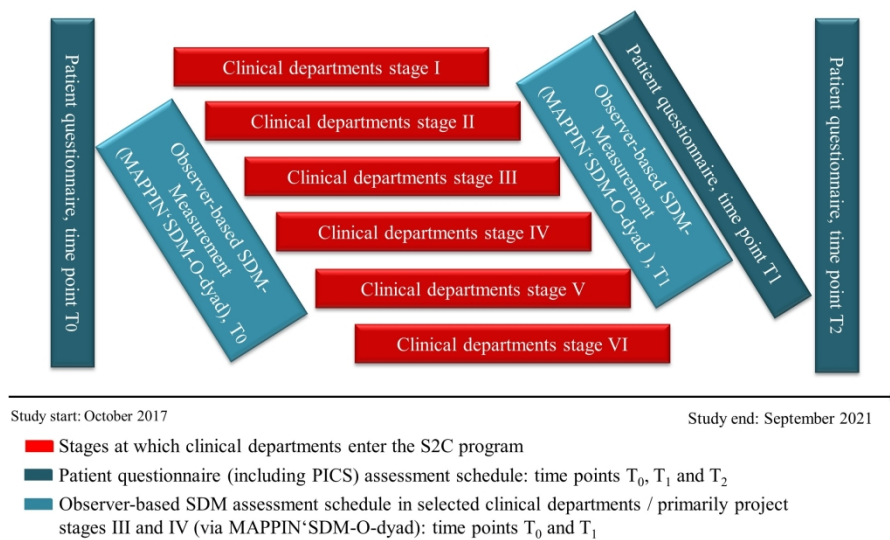 Patient questionnaire, time point T0
Observer-based SDM-
Measurement
(MAPPIN‘SDM-O-dyad), T0
Clinical departments stage I
Clinical departments stage II
Clinical departments stage III
Clinical departments stage IV
Clinical departments stage V
Clinical departments stage VI
Observer-based SDM-
Measurement
(MAPPIN‘SDM-O-dyad ), T1
Patient questionnaire, time point T1
Patient questionnaire, time point T2
Study start: October 2017
Study end: September 2021
Stages at which clinical departments enter the S2C program
Patient questionnaire (including PICS) assessment schedule: time points T0, T1 and T2
Observer-based SDM assessment schedule in selected clinical departments / primarily project
stages III and IV (via MAPPIN‘SDM-O-dyad): time points T0 and T1